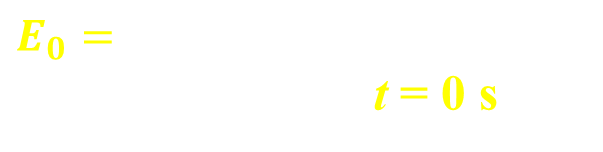 E₀ =
t = 0 s